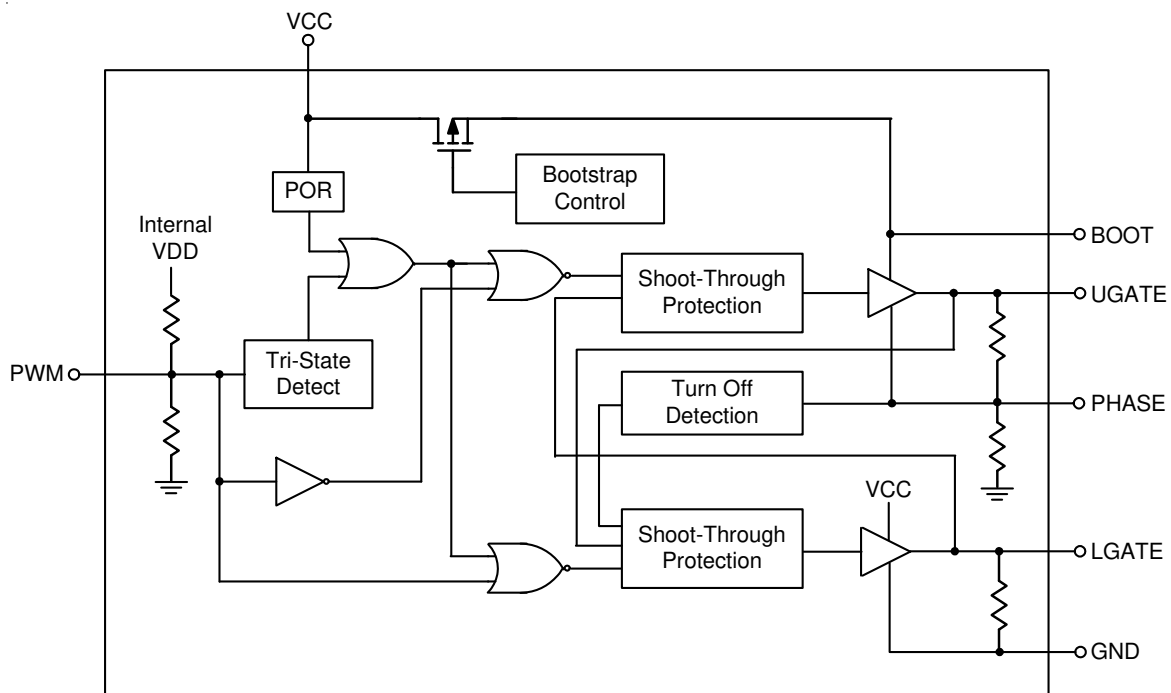 VCC
POR
Bootstrap
Control
Internal
VDD
BOOT
Shoot-Through
Protection
UGATE
PWM
Tri-State
Detect
Turn Off
Detection
PHASE
VCC
Shoot-Through
Protection
LGATE
GND